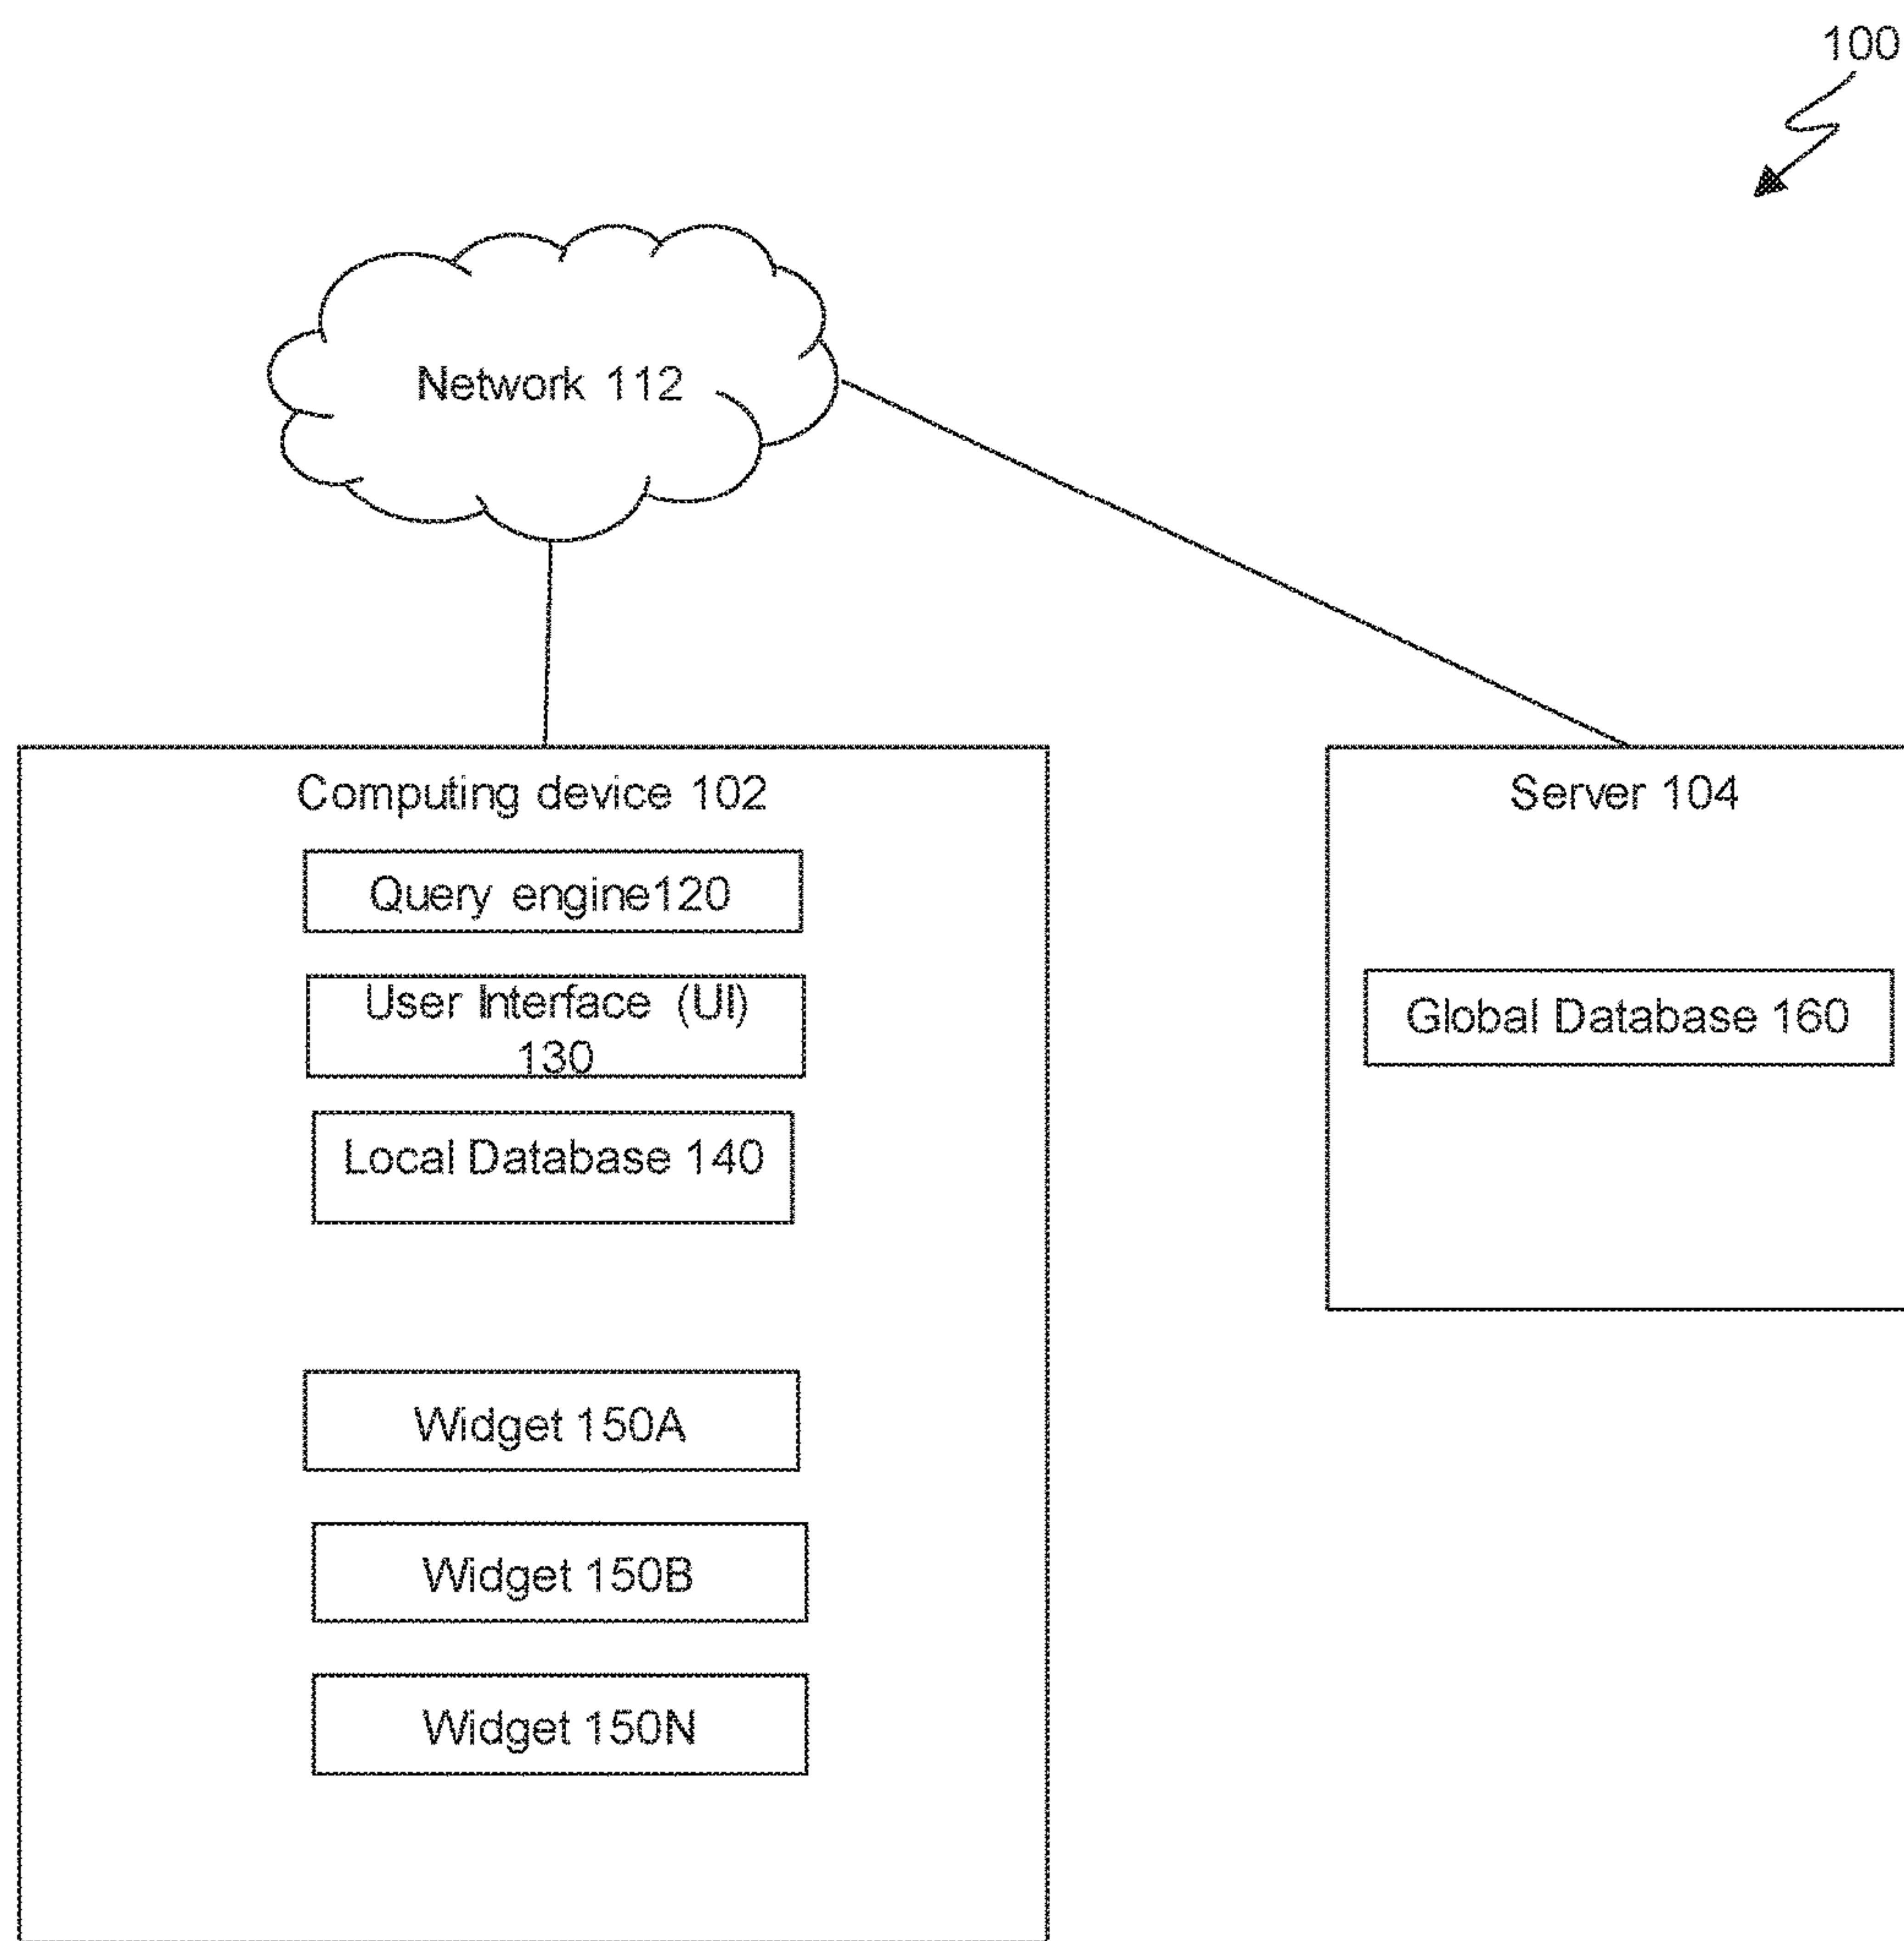 100
Network 112
Computing device 102
Query engine120
User Interface (UI)
130
Local Database 140
Widget 150A
Widget 150B
Widget 150N
Server 104
Global Database 160